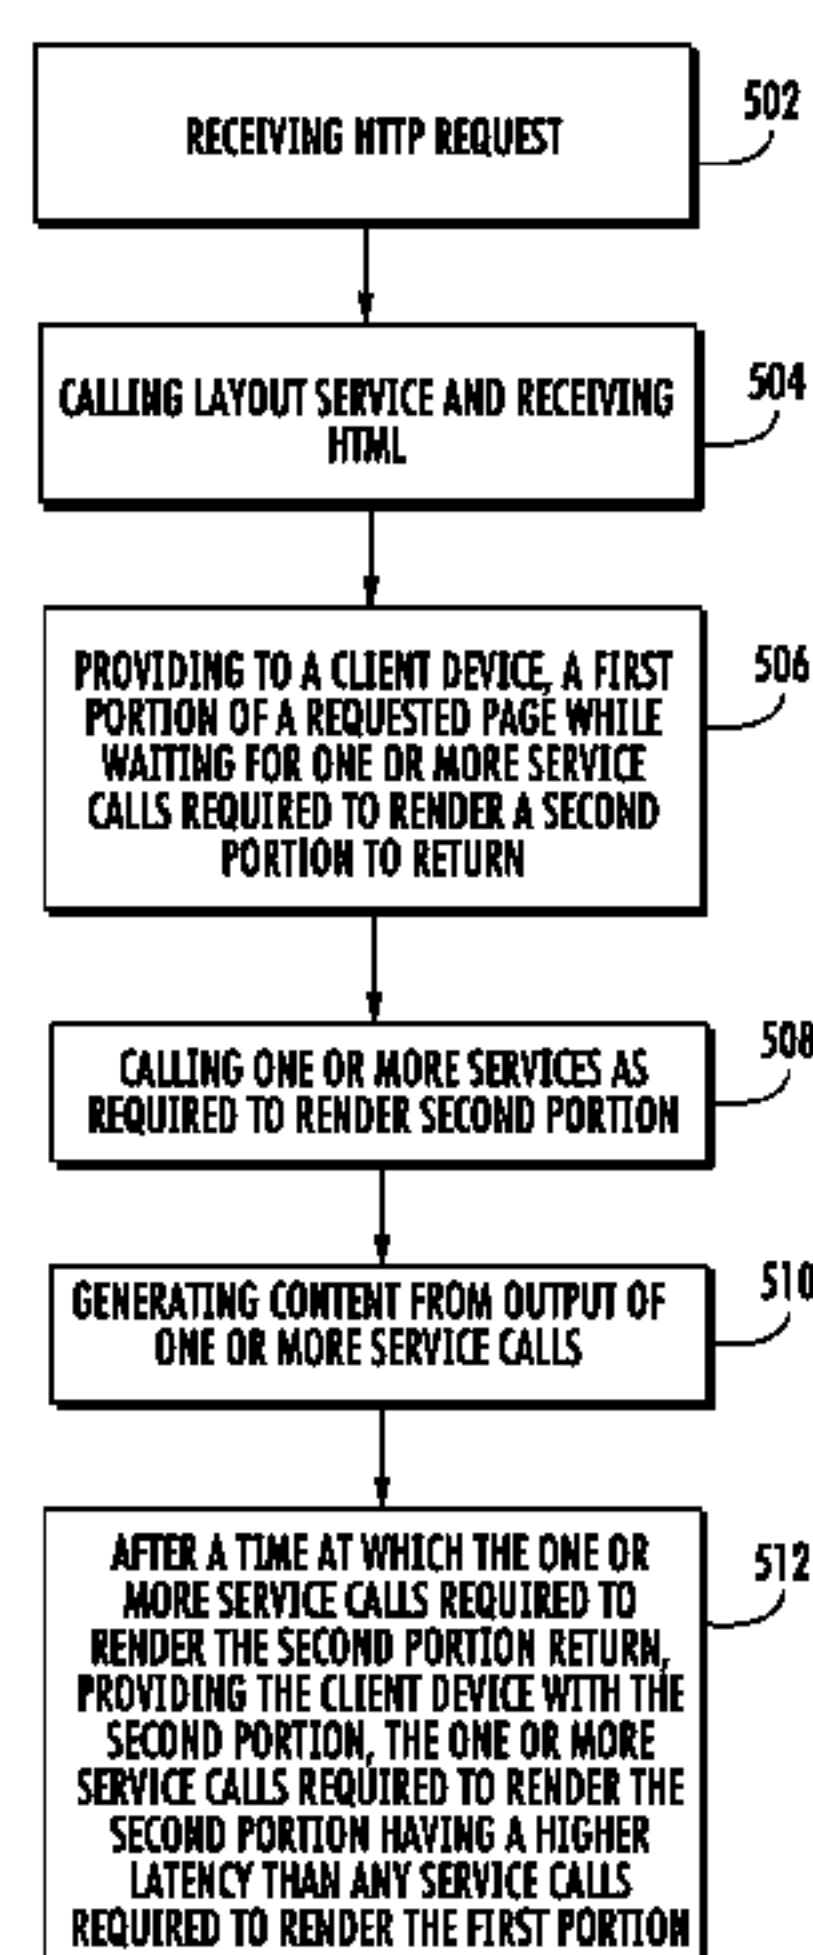 RECEIVING HTTP REQUEST
502
CALLING LAYOUT SERVICE AND RECEIVING
HTML
504
PROVIDING TO A CLIENT DEVICE, A FIRST
PORTION OF A REQUESTED PAGE WHILE
WAITING FOR ONE OR MORE SERVICE
CALLS REQUIRED TO RENDER A SECOND
PORTION TO RETURN
506
CALLING ONE OR MORE SERVICES AS
REQUIRED TO RENDER SECOND PORTION
508
GENERATING CONTENT FROM OUTPUT OF
ONE OR MORE SERVICE CALLS
510
AFTER A TIME AT WHICH THE ONE OR
MORE SERVICE CALLS REQUIRED TO
RENDER THE SECOND PORTION RETURN,
PROVIDING THE CLIENT DEVICE WITH THE
SECOND PORTION, THE ONE OR MORE
SERVICE CALLS REQUIRED TO RENDER THE
SECOND PORTION HAVING A HIGHER
LATENCY THAN ANY SERVICE CALLS
REQUIRED TO RENDER THE FIRST PORTION
512